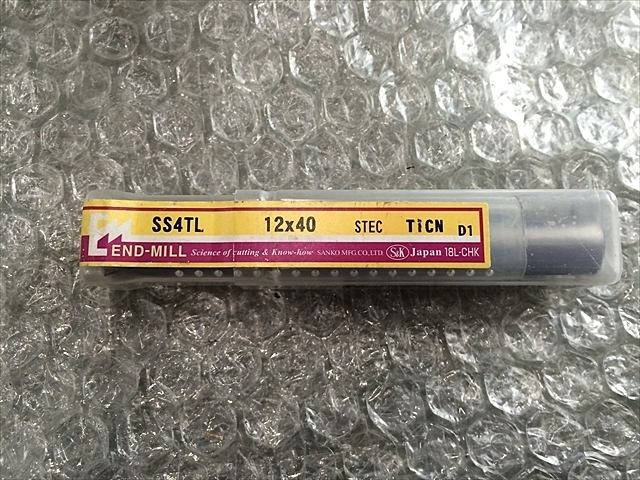 EM SS4TL 12x40 STEC TiCN D1
END-MILL Science of cutting & Know-how SANKO MFG.CO,LTD. S&K Japan 18L-CHK